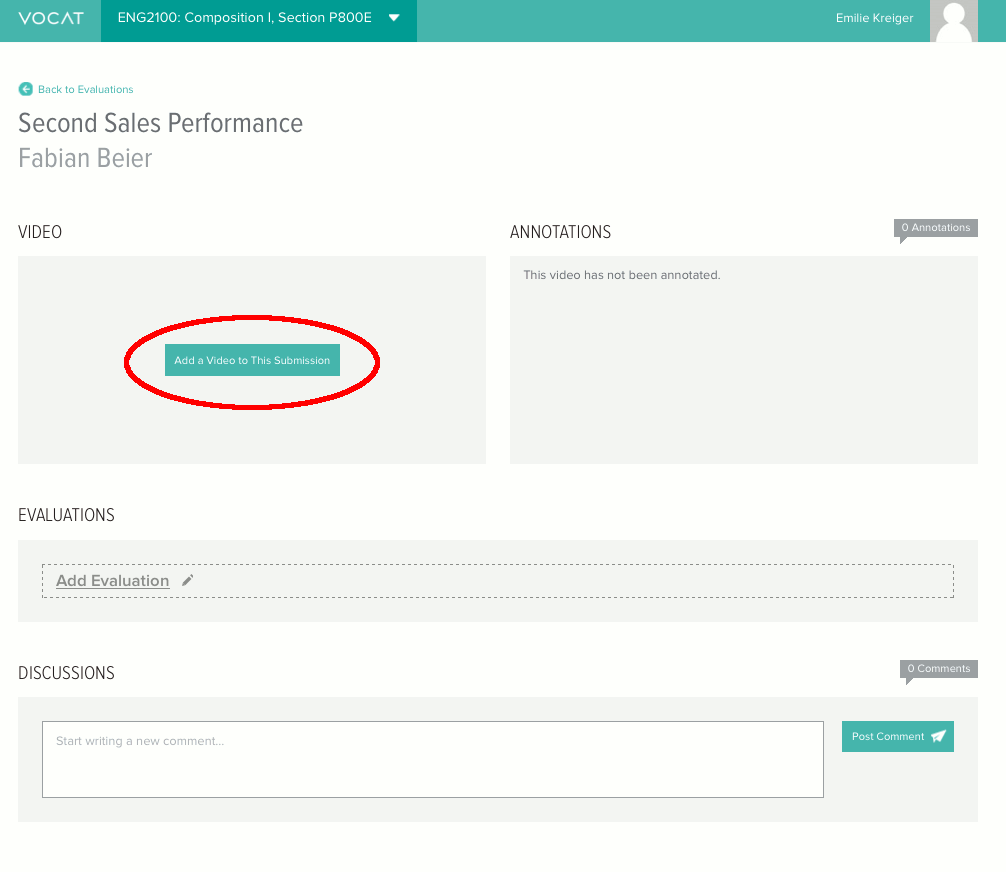 VOCAT
ENG2100: Composition I, Section P800E
Emilie Kreiger
Back to Evaluations
Second Sales Performance
Fabian Beier
VIDEO
ANNOTATIONS
0 Annotations
Add a Video to This Submission
This video has not been annotated.
EVALUATIONS
Add Evaluation
DISCUSSIONS
0 Comments
Start writing a new comment...
Post Comment